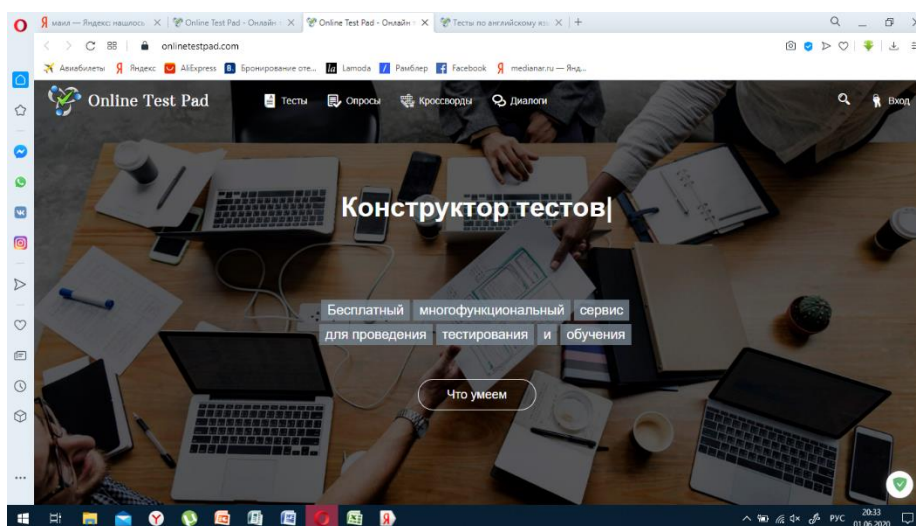 маил — Яндекс: нашлось
Online Test Pad - Онлайн т
Online Test Pad - Онлайн т
Тесты по английскому язы
onlinetestpad.com
Авиабилеты Яндекс AliExpress Бронирование оте... Lamoda Рамблер Facebook medianar.ru — Янд...
Online Test Pad
Тесты Опросы Кроссворды Диалоги
Вход
Конструктор тестов|
Бесплатный многофункциональный сервис
для проведения тестирования и обучения
Что умеем
РУС
20:33
01.06.2020